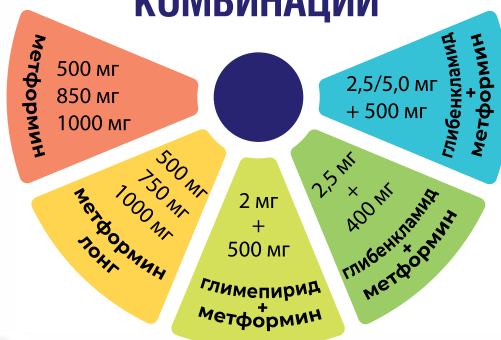 КОМБИНАЦИИ
метформин
500 мг
850 мг
1000 мг
метформин
лонг
500 мг
750 мг
1000 мг
2 мг
+
500 мг
глимепирид
+
метформин
2,5 мг
+
400 мг
глибенкламид
+
метформин
2,5/5,0 мг
+ 500 мг
глибенкламид
+
метформин